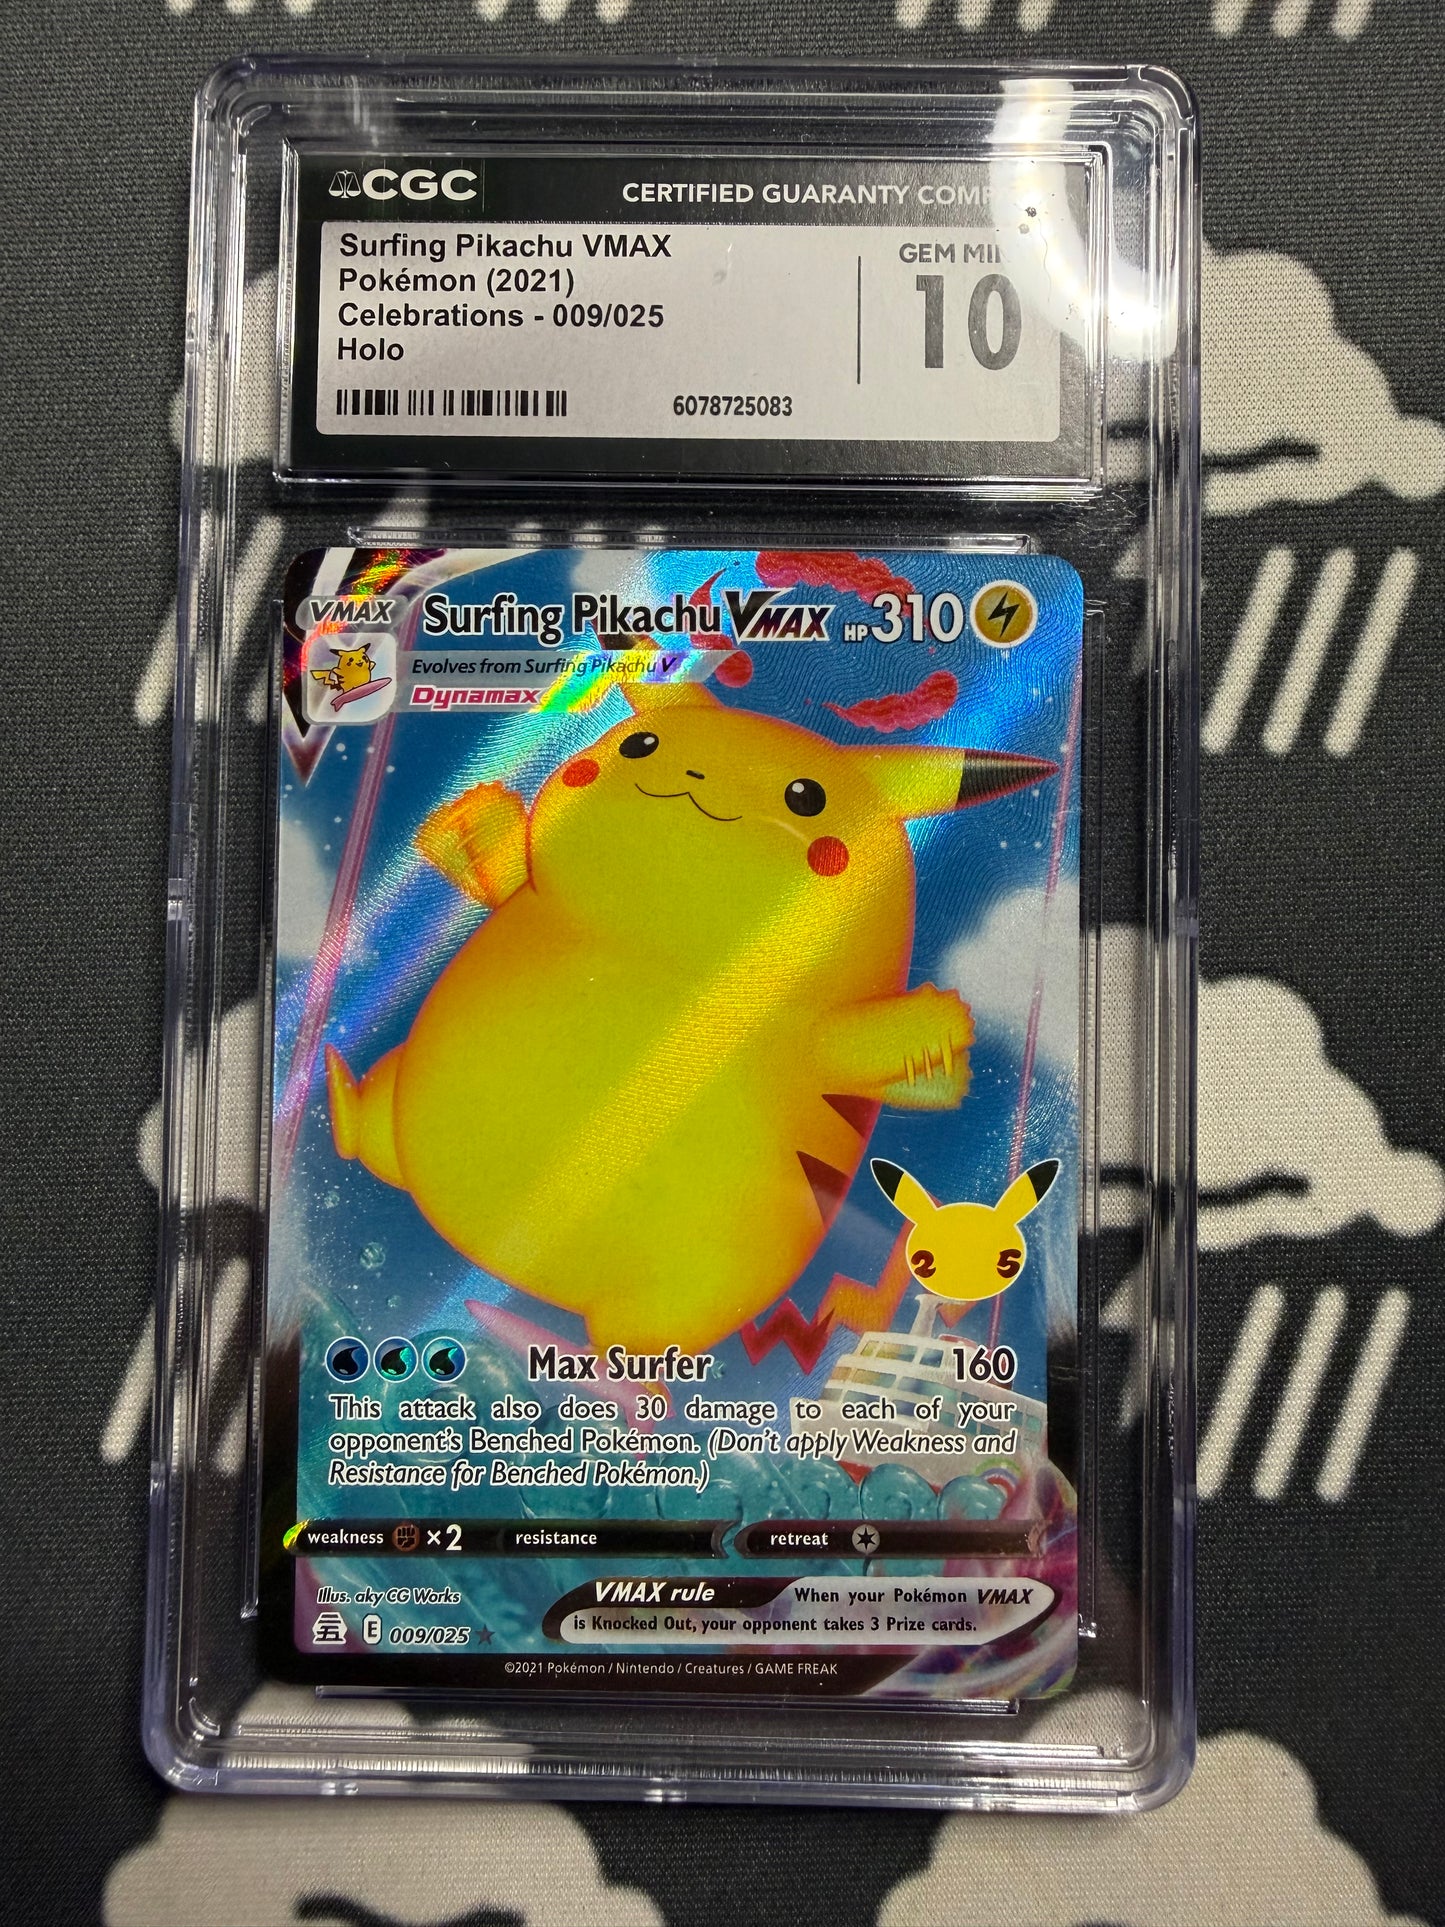 CGC
CERTIFIED GUARANTY
Surfing Pikachu VMAX
Pokémon (2021)
Celebrations - 009/025
Holo
GEM
10
6078725083
VMAX
Surfing Pikachu VMAX HP 310
Evolves from Surfing Pikachu V
Dynamax
25
Max Surfer 160
This attack also does 30 damage to each of your
opponent's Benched Pokémon. (Don't apply Weakness and
Resistance for Benched Pokémon.)
weakness ×2 resistance retreat
Illus. aky CG Works
VMAX rule When your Pokémon VMAX
is Knocked Out, your opponent takes 3 Prize cards.
E 009/025
©2021 Pokémon / Nintendo / Creatures / GAME FREAK